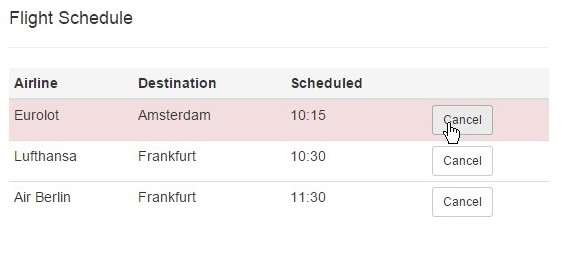 Flight Schedule
Airline Destination Scheduled
Eurolot Amsterdam 10:15 Cancel
Lufthansa Frankfurt 10:30 Cancel
Air Berlin Frankfurt 11:30 Cancel